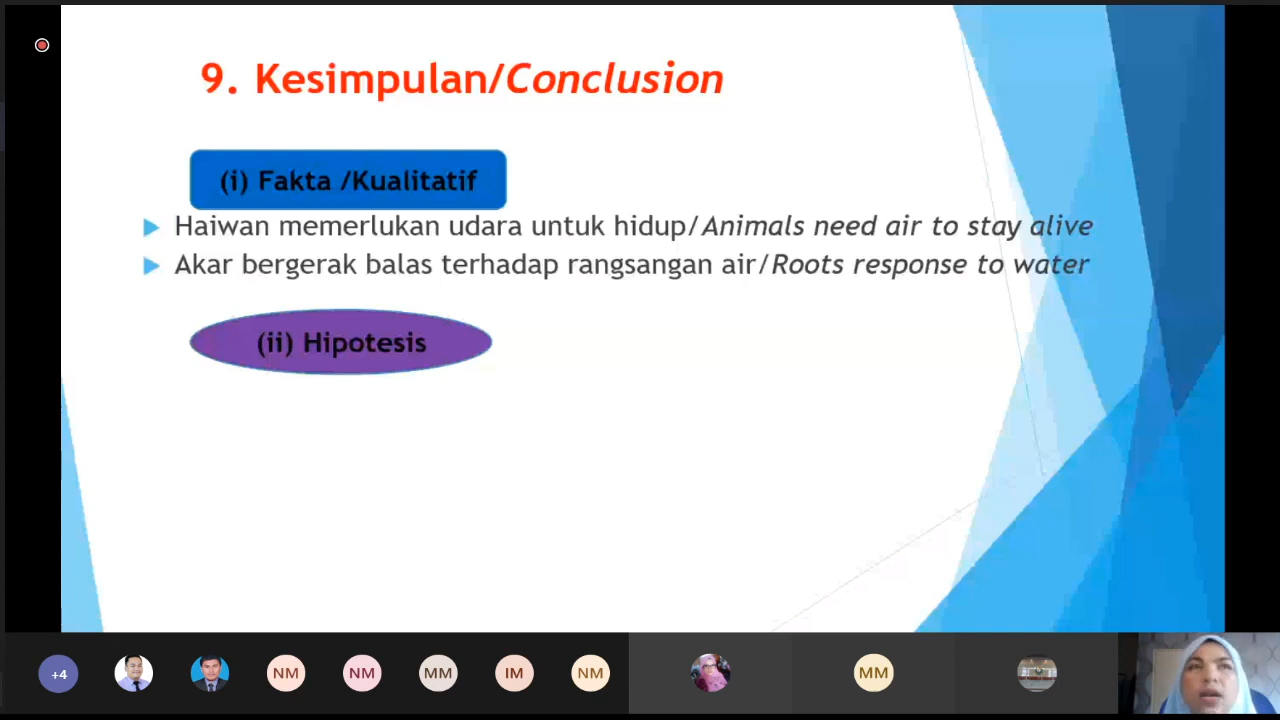 9. Kesimpulan/Conclusion
(i) Fakta /Kualitatif
Haiwan memerlukan udara untuk hidup/Animals need air to stay alive
Akar bergerak balas terhadap rangsangan air/Roots response to water
(ii) Hipotesis
+4
NM
NM
MM
IM
NM
MM